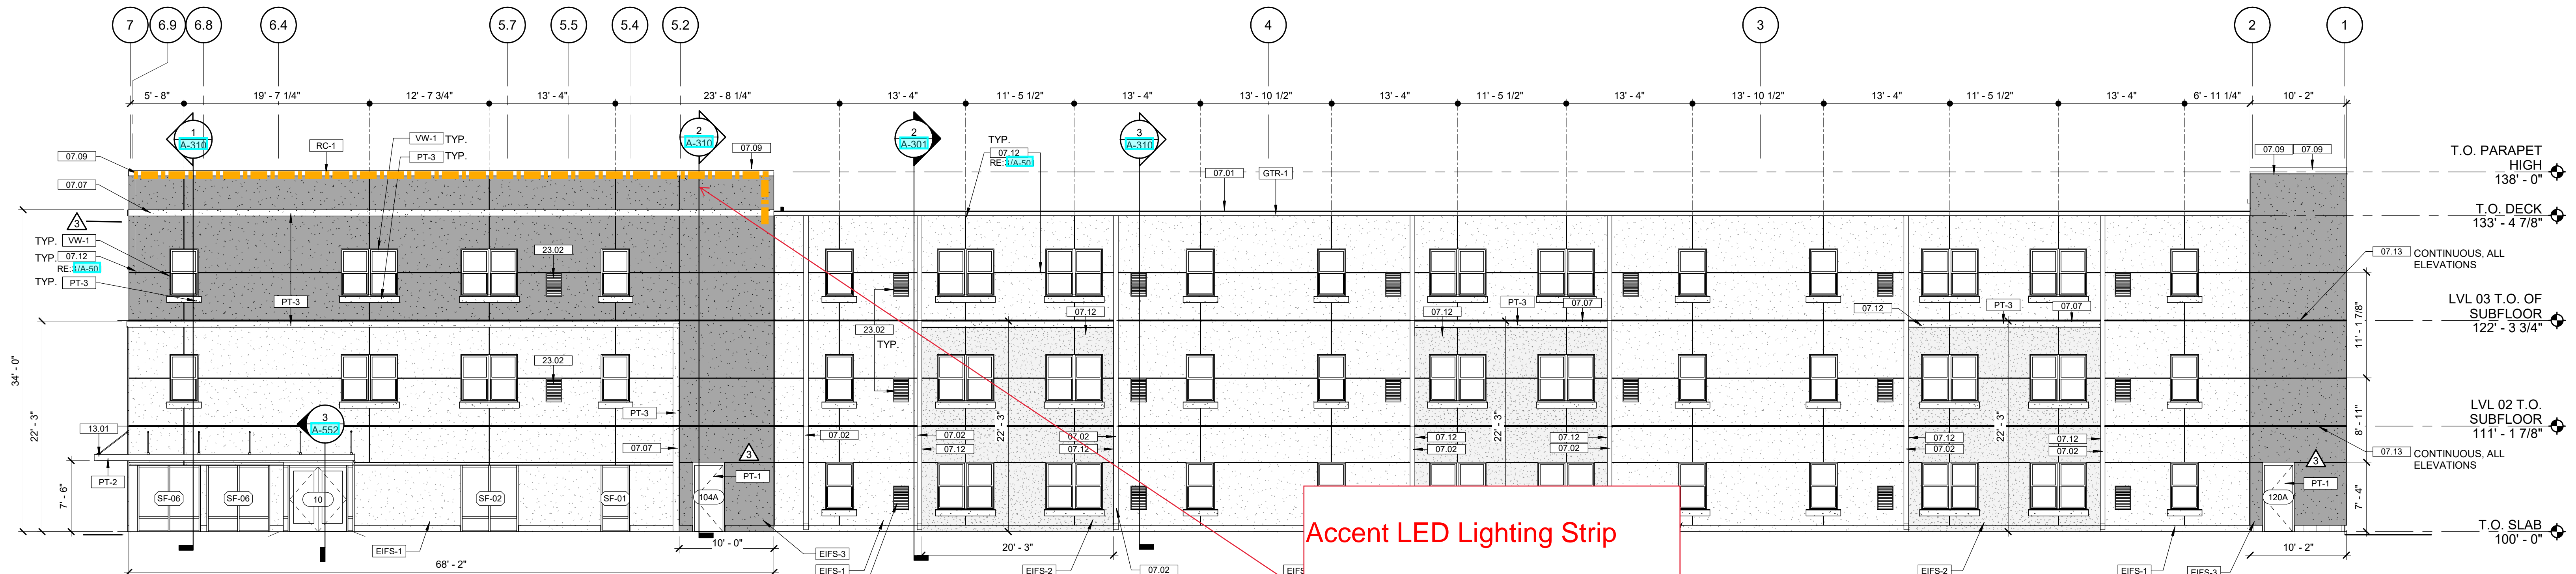 7
6.9
6.8
6.4
5.7
5.5
5.4
5.2
4
3
2
1
5' - 8"
19' - 7 1/4"
12' - 7 3/4"
13' - 4"
23' - 8 1/4"
13' - 4"
11' - 5 1/2"
13' - 4"
13' - 10 1/2"
13' - 4"
11' - 5 1/2"
13' - 4"
13' - 10 1/2"
13' - 4"
11' - 5 1/2"
13' - 4"
6' - 11 1/4"
10' - 2"
1
A-310
RC-1
VW-1 TYP.
PT-3 TYP.
2
A-310
07.09
2
A-301
3
A-310
TYP.
07.12
RE:3/A-50
07.01
GTR-1
07.09
07.09
07.09
07.07
3
TYP. VW-1
TYP. 07.12
RE:3/A-50
TYP. PT-3
34' - 0"
22' - 3"
7' - 6"
PT-3
23.02
23.02
TYP.
23.02
07.12
07.12
PT-3
07.07
07.12
PT-3
07.07
T.O. PARAPET
HIGH
138' - 0"
T.O. DECK
133' - 4 7/8"
07.13 CONTINUOUS, ALL
ELEVATIONS
LVL 03 T.O. OF
SUBFLOOR
122' - 3 3/4"
11' - 1 7/8"
8' - 11"
LVL 02 T.O.
SUBFLOOR
111' - 1 7/8"
07.13 CONTINUOUS, ALL
ELEVATIONS
7' - 4"
T.O. SLAB
100' - 0"
13.01
PT-2
3
A-552
PT-3
07.07
3
PT-1
SF-06
SF-06
10
SF-02
SF-01
104A
07.02
07.02
07.12
22' - 3"
07.02
07.12
07.12
07.02
22' - 3"
07.12
07.02
07.12
07.02
22' - 3"
07.12
07.02
3
PT-1
120A
Accent LED Lighting Strip
EIFS-1
10' - 0"
68' - 2"
EIFS-3
EIFS-1
20' - 3"
EIFS-2
07.02
EIFS
EIFS-2
EIFS-1
EIFS-3
10' - 2"